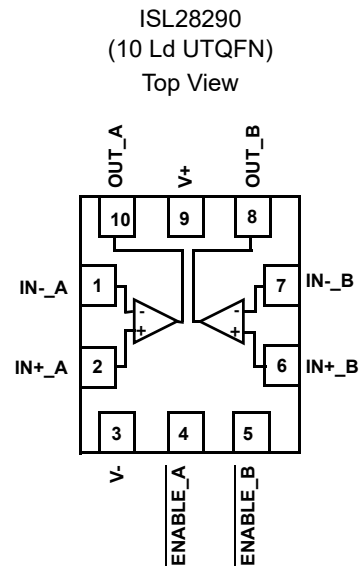 ISL28290
(10 Ld UTQFN)
Top View
OUT_A
V+
OUT_B
10
9
8
IN-_A
1
-
+
-
+
7
IN-_B
IN+_A
2
6
IN+_B
3
4
5
V-
ENABLE_A
ENABLE_B